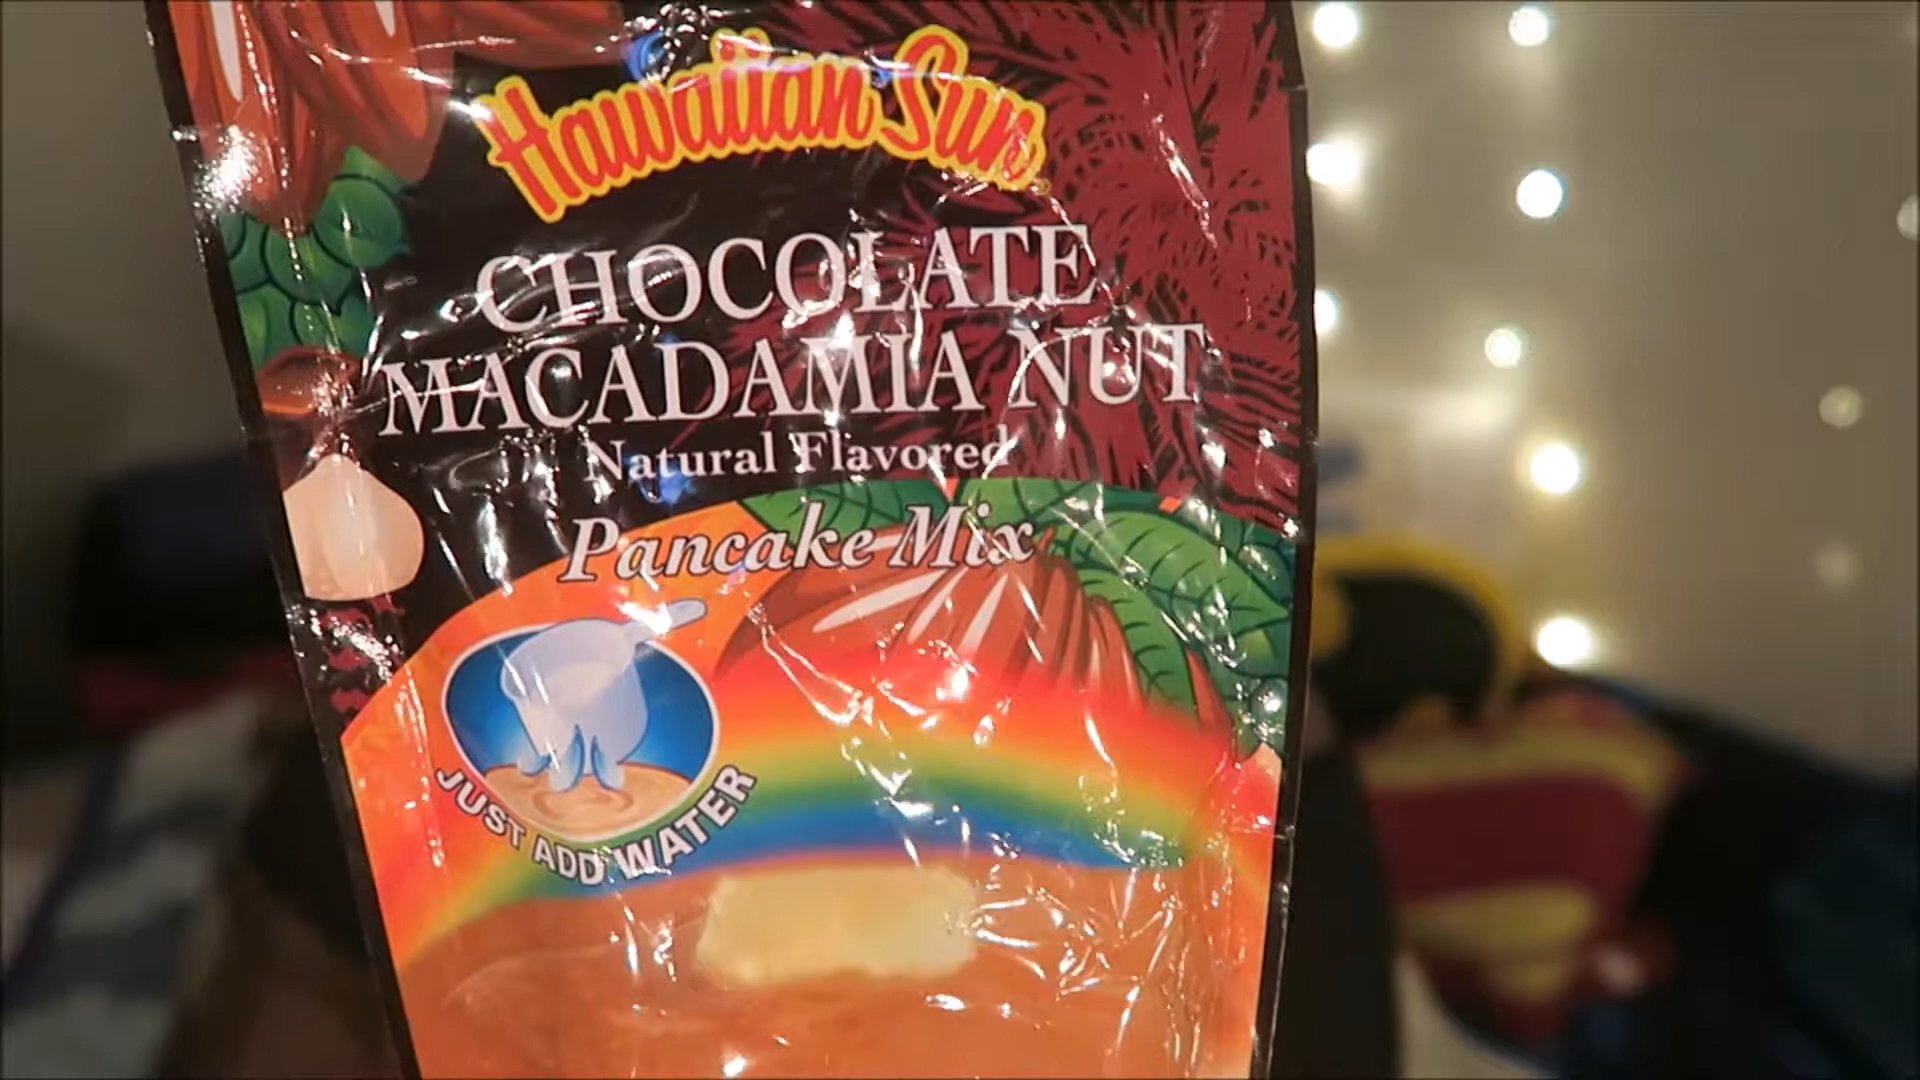 Hawaiian Sun
CHOCOLATE
MACADAMIA NUT
Natural Flavored
Pancake Mix
JUST ADD WATER